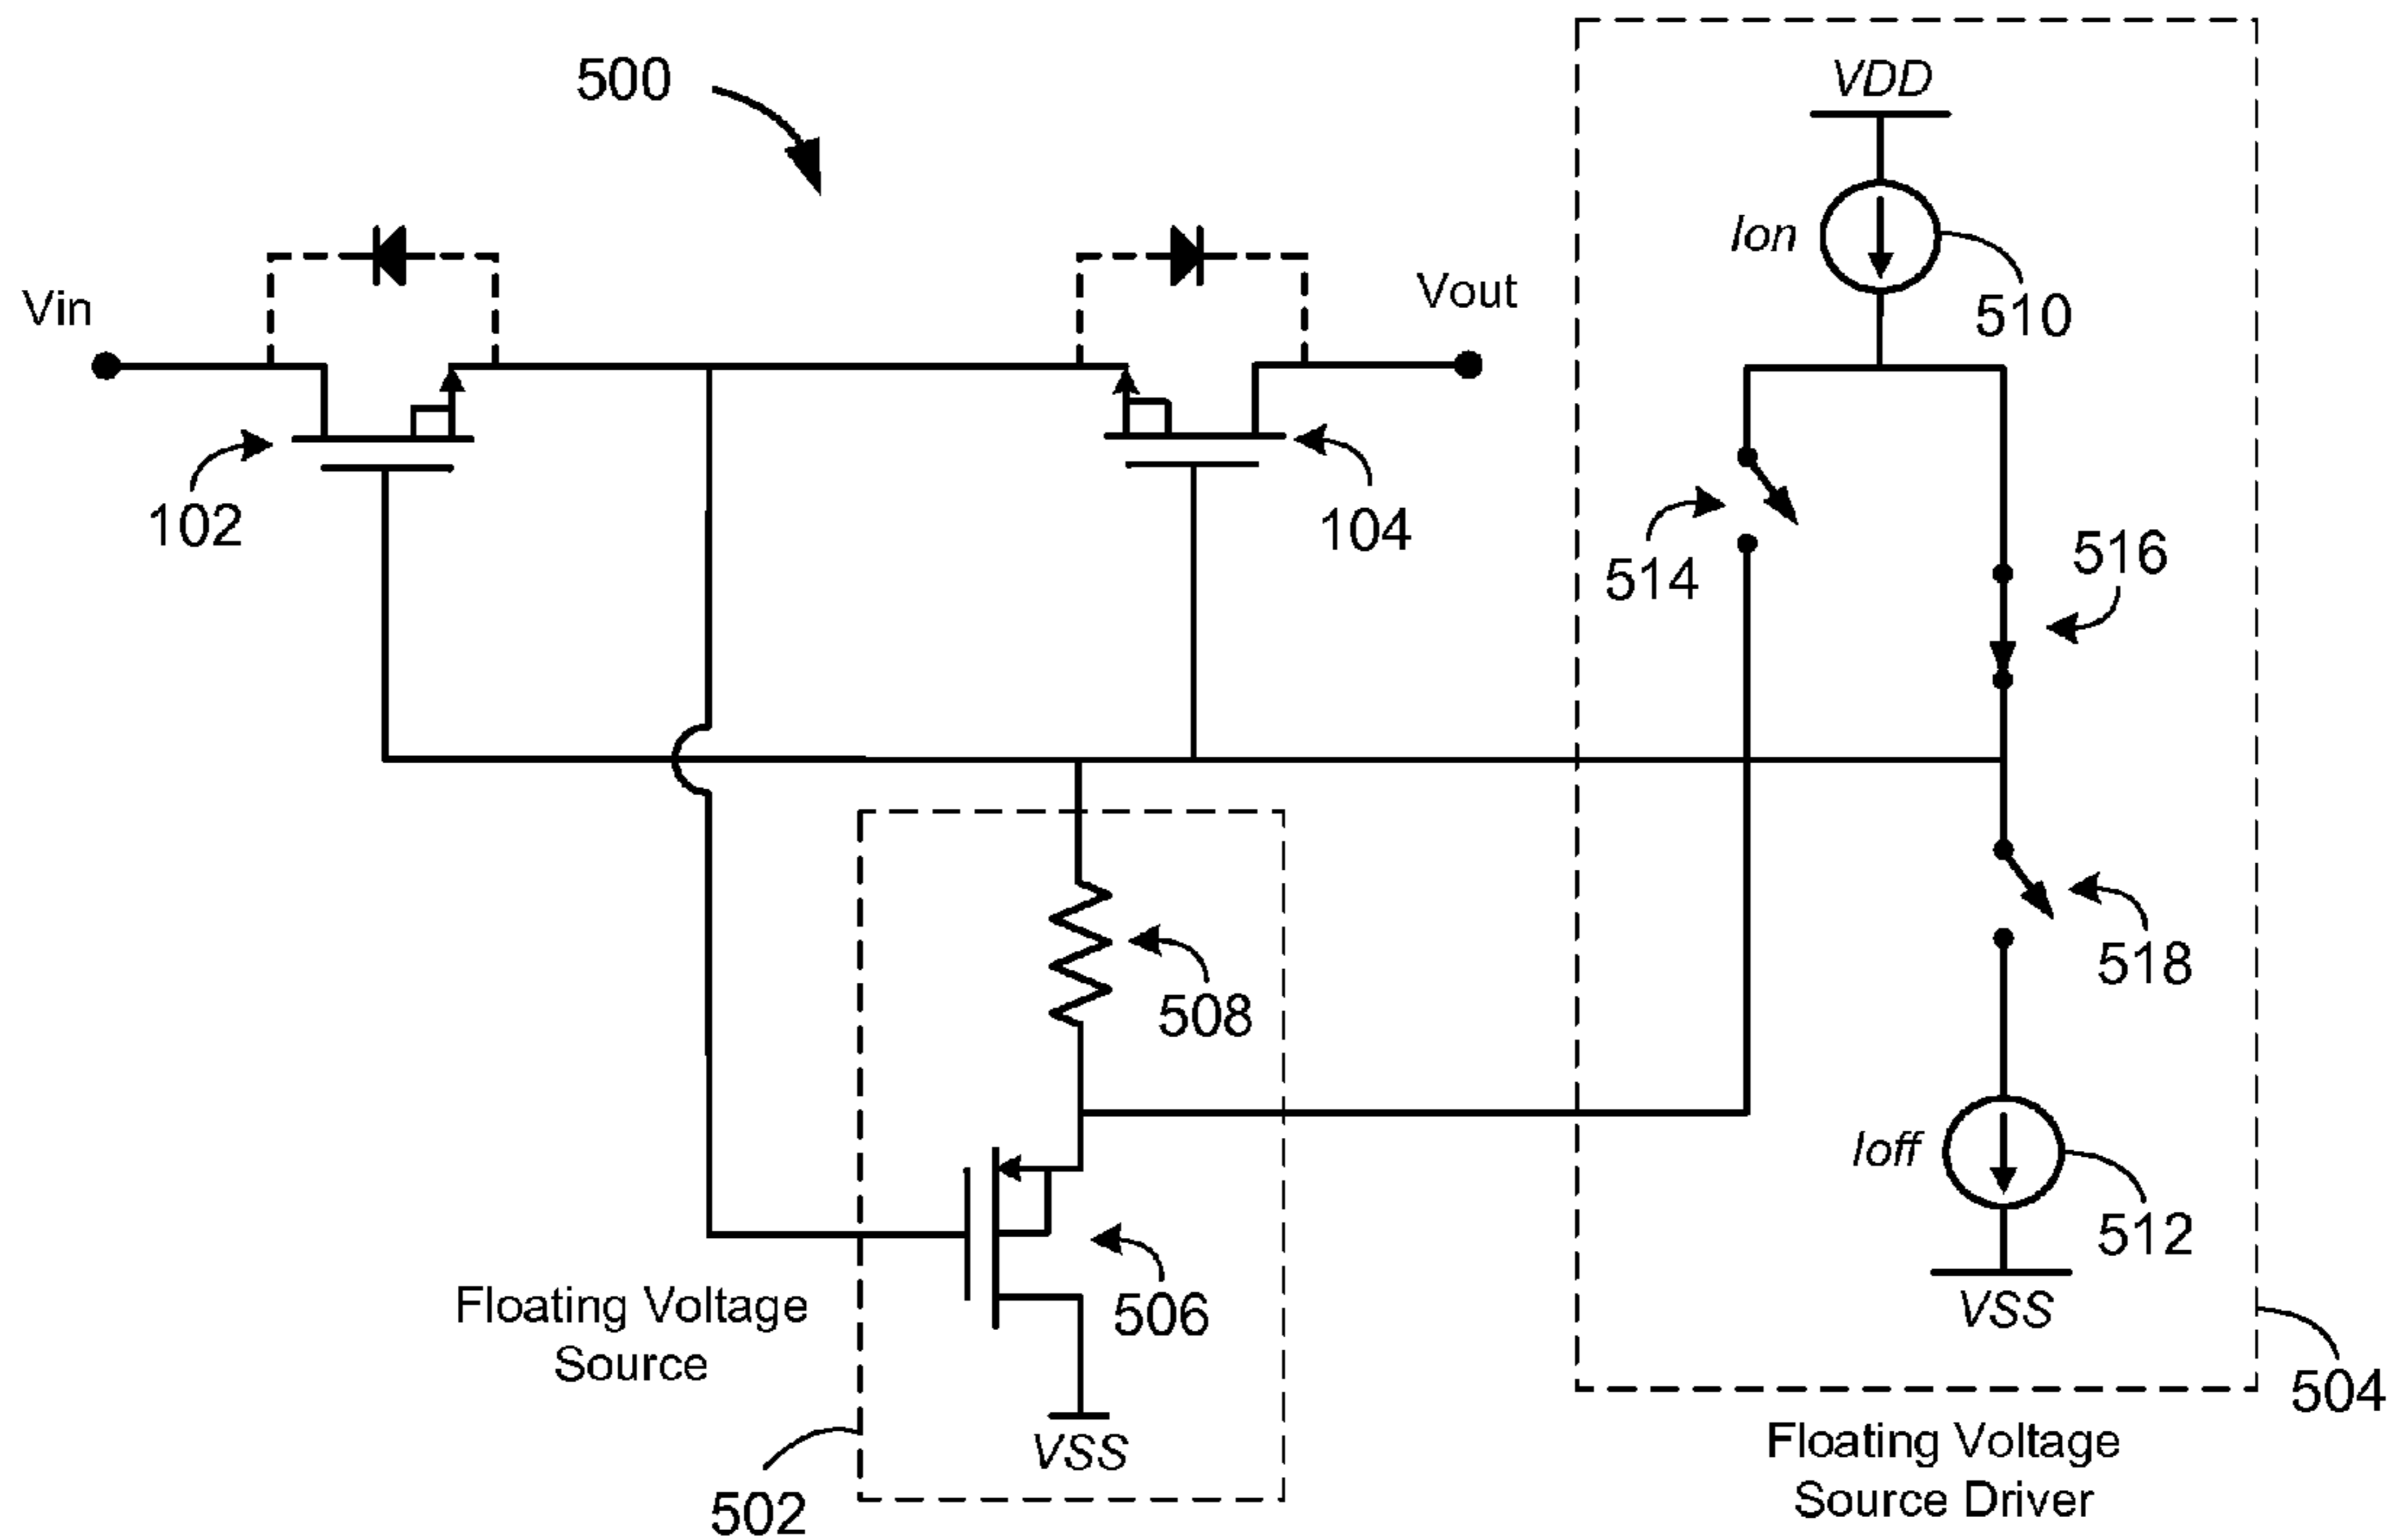 500
VDD
Ion
510
Vin
Vout
102
104
514
516
508
518
Ioff
512
506
VSS
Floating Voltage
Source
VSS
502
504
Floating Voltage
Source Driver